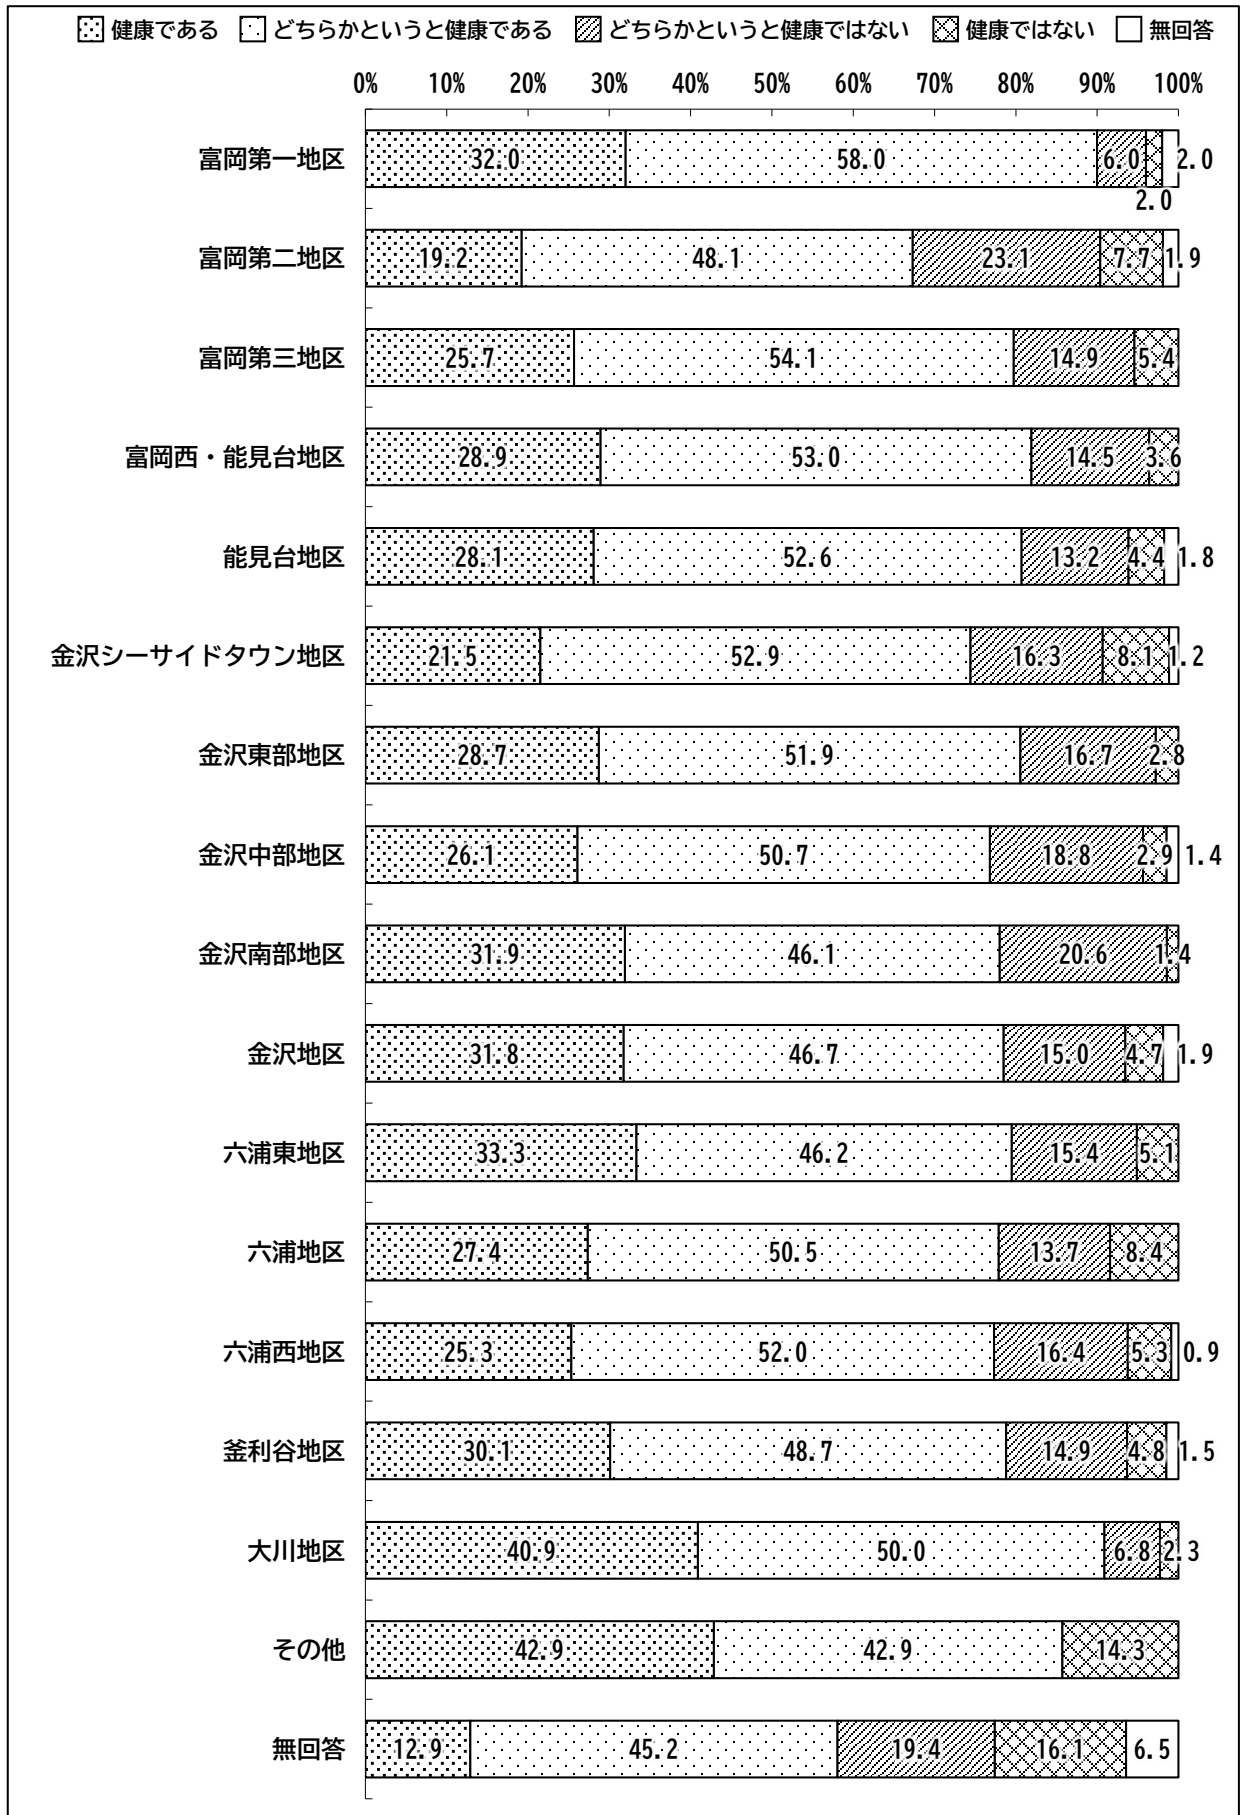 健康である どちらかというと健康である どちらかというと健康ではない 健康ではない 無回答
0% 10% 20% 30% 40% 50% 60% 70% 80% 90% 100%
富岡第一地区 32.0 58.0 6.0 2.0
2.0
富岡第二地区 19.2 48.1 23.1 7.7 1.9
富岡第三地区 25.7 54.1 14.9 5.4
富岡西・能見台地区 28.9 53.0 14.5 3.6
能見台地区 28.1 52.6 13.2 4.4 1.8
金沢シーサイドタウン地区 21.5 52.9 16.3 8.1 1.2
金沢東部地区 28.7 51.9 16.7 2.8
金沢中部地区 26.1 50.7 18.8 2.9 1.4
金沢南部地区 31.9 46.1 20.6 1.4
金沢地区 31.8 46.7 15.0 4.7 1.9
六浦東地区 33.3 46.2 15.4 5.1
六浦地区 27.4 50.5 13.7 8.4
六浦西地区 25.3 52.0 16.4 5.3 0.9
釜利谷地区 30.1 48.7 14.9 4.8 1.5
大川地区 40.9 50.0 6.8 2.3
その他 42.9 42.9 14.3
無回答 12.9 45.2 19.4 16.1 6.5